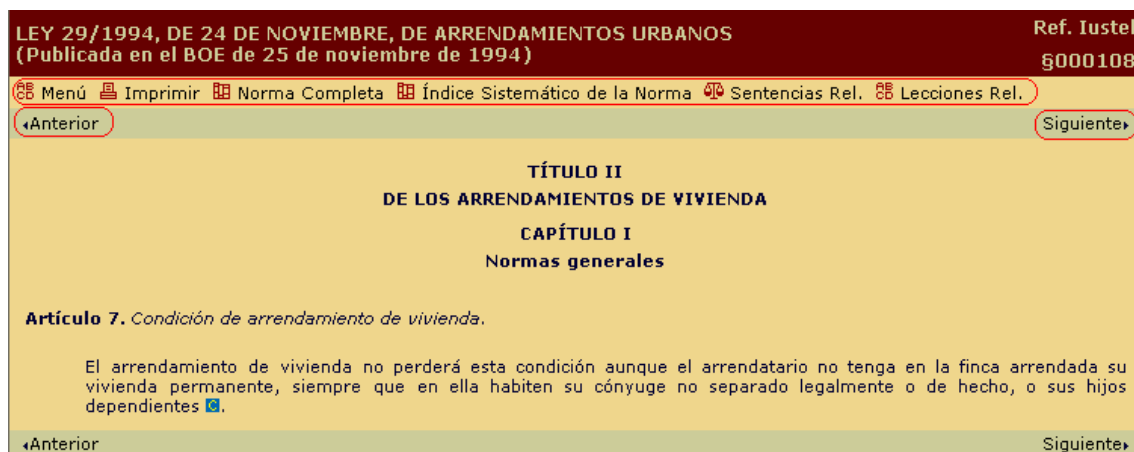 LEY 29/1994, DE 24 DE NOVIEMBRE, DE ARRENDAMIENTOS URBANOS
(Publicada en el BOE de 25 de noviembre de 1994)
Ref. Iustel
§000108
Menú Imprimir Norma Completa Índice Sistemático de la Norma Sentencias Rel. Lecciones Rel.
Anterior Siguiente
TÍTULO II
DE LOS ARRENDAMIENTOS DE VIVIENDA
CAPÍTULO I
Normas generales
Artículo 7. Condición de arrendamiento de vivienda.
El arrendamiento de vivienda no perderá esta condición aunque el arrendatario no tenga en la finca arrendada su
vivienda permanente, siempre que en ella habiten su cónyuge no separado legalmente o de hecho, o sus hijos
dependientes C.
Anterior Siguiente